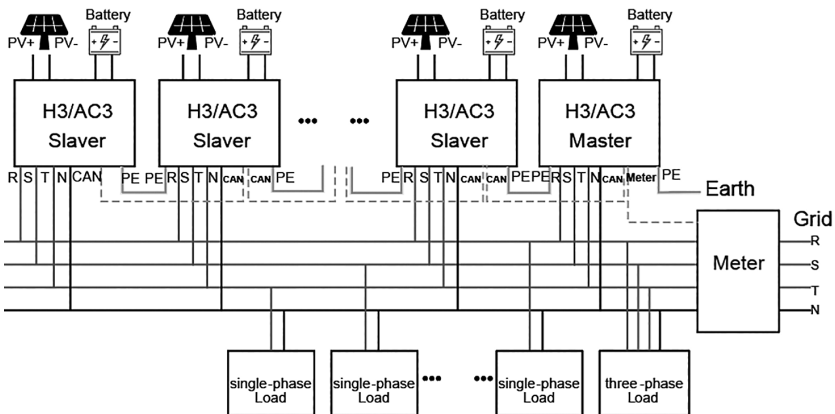 Battery Battery Battery Battery
PV+ PV- PV+ PV- PV+ PV- PV+ PV-
H3/AC3 H3/AC3 H3/AC3 H3/AC3
Slaver Slaver ••• ••• Slaver Master
R S T N CAN PE PE R S T N CAN CAN PE PE R S T N CAN CAN PE PE R S T N CAN Meter PE
Earth
Grid
R
Meter S
T
N
single-phase single-phase ••• ••• single-phase three-phase
Load Load Load Load